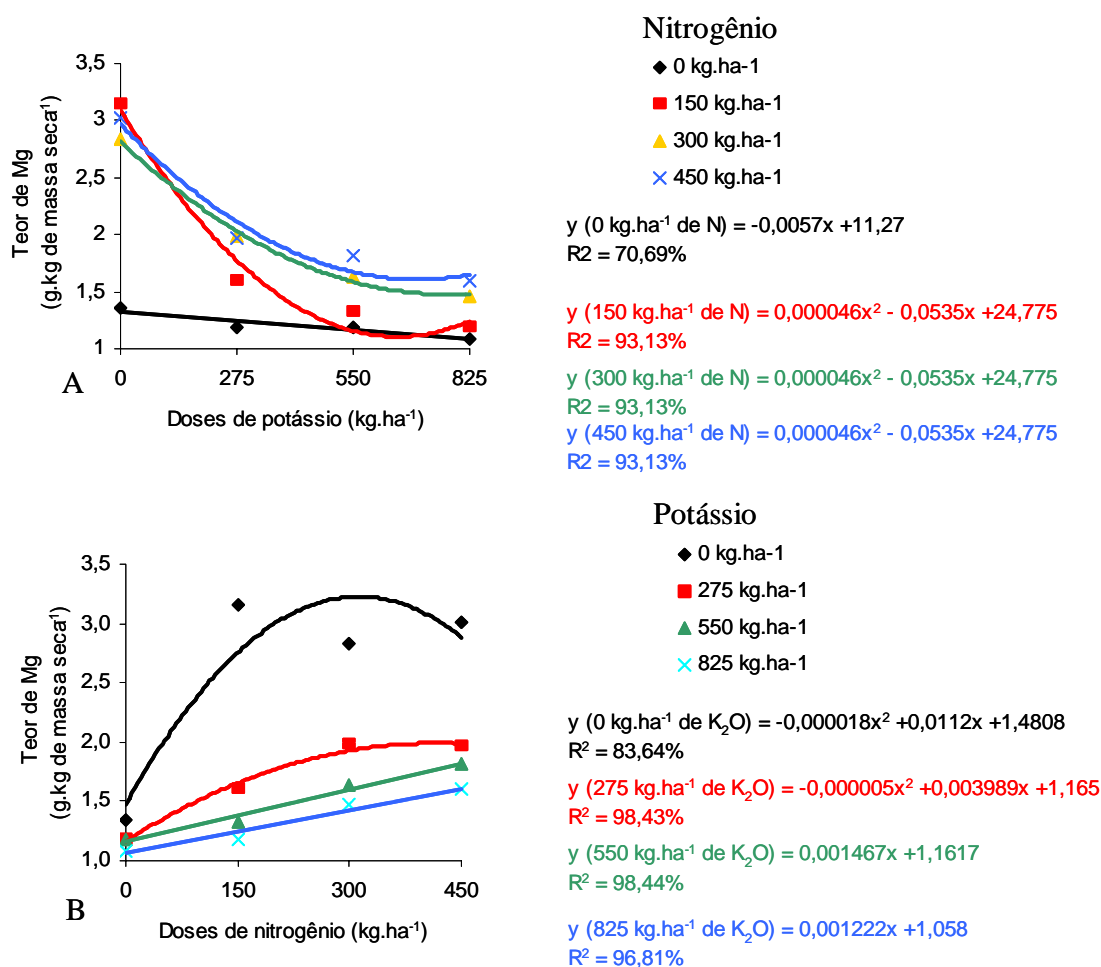 Nitrogênio
0 kg.ha-1
150 kg.ha-1
300 kg.ha-1
450 kg.ha-1
3,5
3
2,5
2
1,5
1
Teor de Mg
(g.kg de massa seca¹)
0
275
550
825
A
Doses de potássio (kg.ha⁻¹)
y (0 kg.ha⁻¹ de N) = -0,0057x +11,27
R2 = 70,69%
y (150 kg.ha⁻¹ de N) = 0,000046x² - 0,0535x +24,775
R2 = 93,13%
y (300 kg.ha⁻¹ de N) = 0,000046x² - 0,0535x +24,775
R2 = 93,13%
y (450 kg.ha⁻¹ de N) = 0,000046x² - 0,0535x +24,775
R2 = 93,13%
Potássio
0 kg.ha-1
275 kg.ha-1
550 kg.ha-1
825 kg.ha-1
3,5
3,0
2,5
2,0
1,5
1,0
Teor de Mg
(g.kg de massa seca¹)
0
150
300
450
B
Doses de nitrogênio (kg.ha⁻¹)
y (0 kg.ha⁻¹ de K₂O) = -0,000018x² +0,0112x +1,4808
R² = 83,64%
y (275 kg.ha⁻¹ de K₂O) = -0,000005x² +0,003989x +1,165
R² = 98,43%
y (550 kg.ha⁻¹ de K₂O) = 0,001467x +1,1617
R² = 98,44%
y (825 kg.ha⁻¹ de K₂O) = 0,001222x +1,058
R² = 96,81%